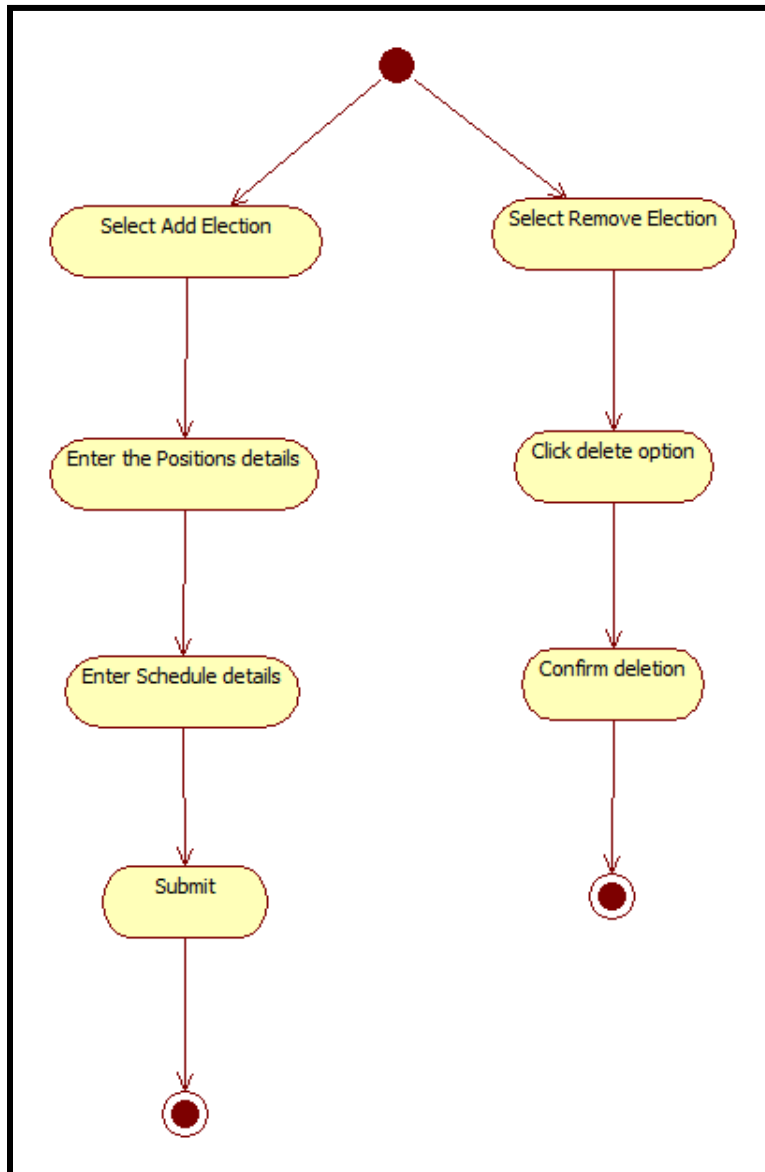 Select Add Election
Select Remove Election
Enter the Positions details
Click delete option
Enter Schedule details
Confirm deletion
Submit